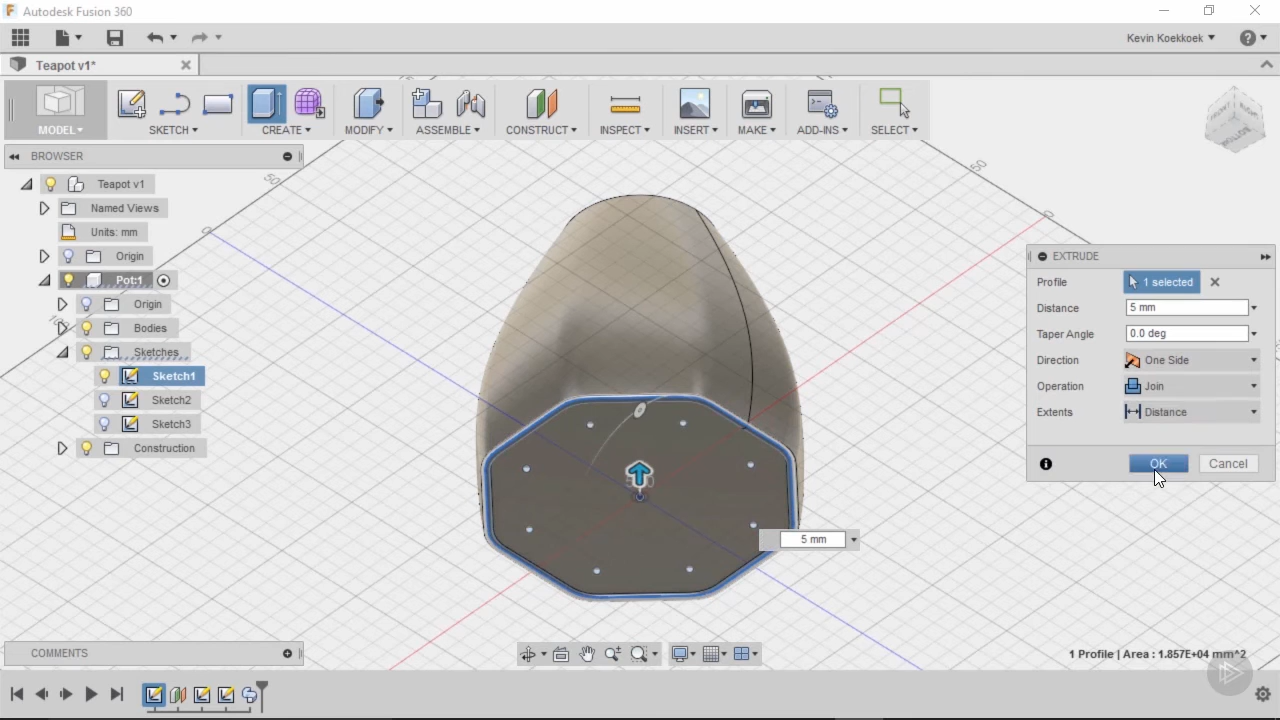 Autodesk Fusion 360
Kevin Koekkoek
Teapot v1*
MODEL
SKETCH
CREATE
MODIFY
ASSEMBLE
CONSTRUCT
INSPECT
INSERT
MAKE
ADD-INS
SELECT
BROWSER
Teapot v1
Named Views
Units: mm
Origin
Pot:1
Origin
Bodies
Sketches
Sketch1
Sketch2
Sketch3
Construction
50
0
50
0
EXTRUDE
Profile 1 selected
Distance 5 mm
Taper Angle 0.0 deg
Direction One Side
Operation Join
Extents Distance
OK Cancel
5 mm
COMMENTS
1 Profile | Area : 1.857E+04 mm^2